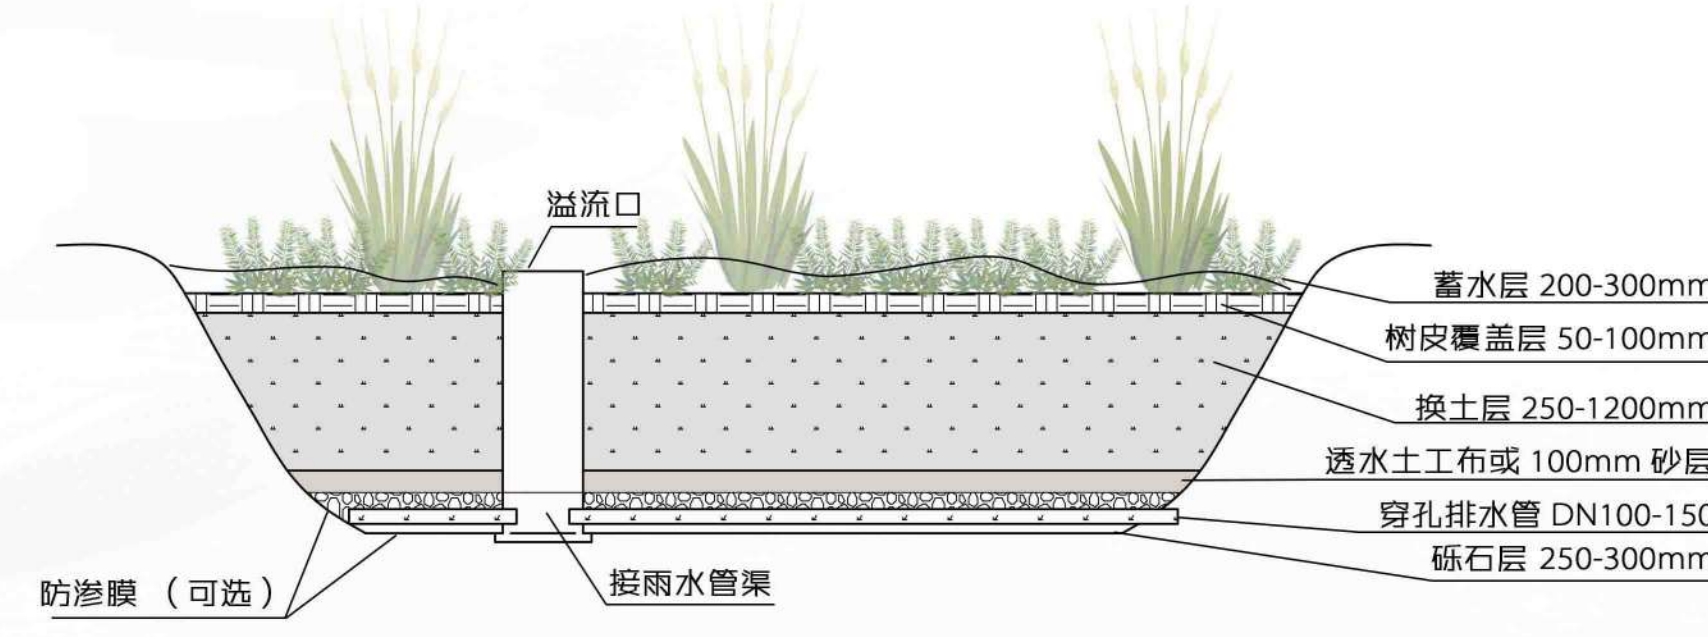 溢流口
蓄水层 200-300mm
树皮覆盖层 50-100mm
换土层 250-1200mm
透水土工布或 100mm 砂层
穿孔排水管 DN100-150
砾石层 250-300mm
接雨水管渠
防渗膜 （可选）